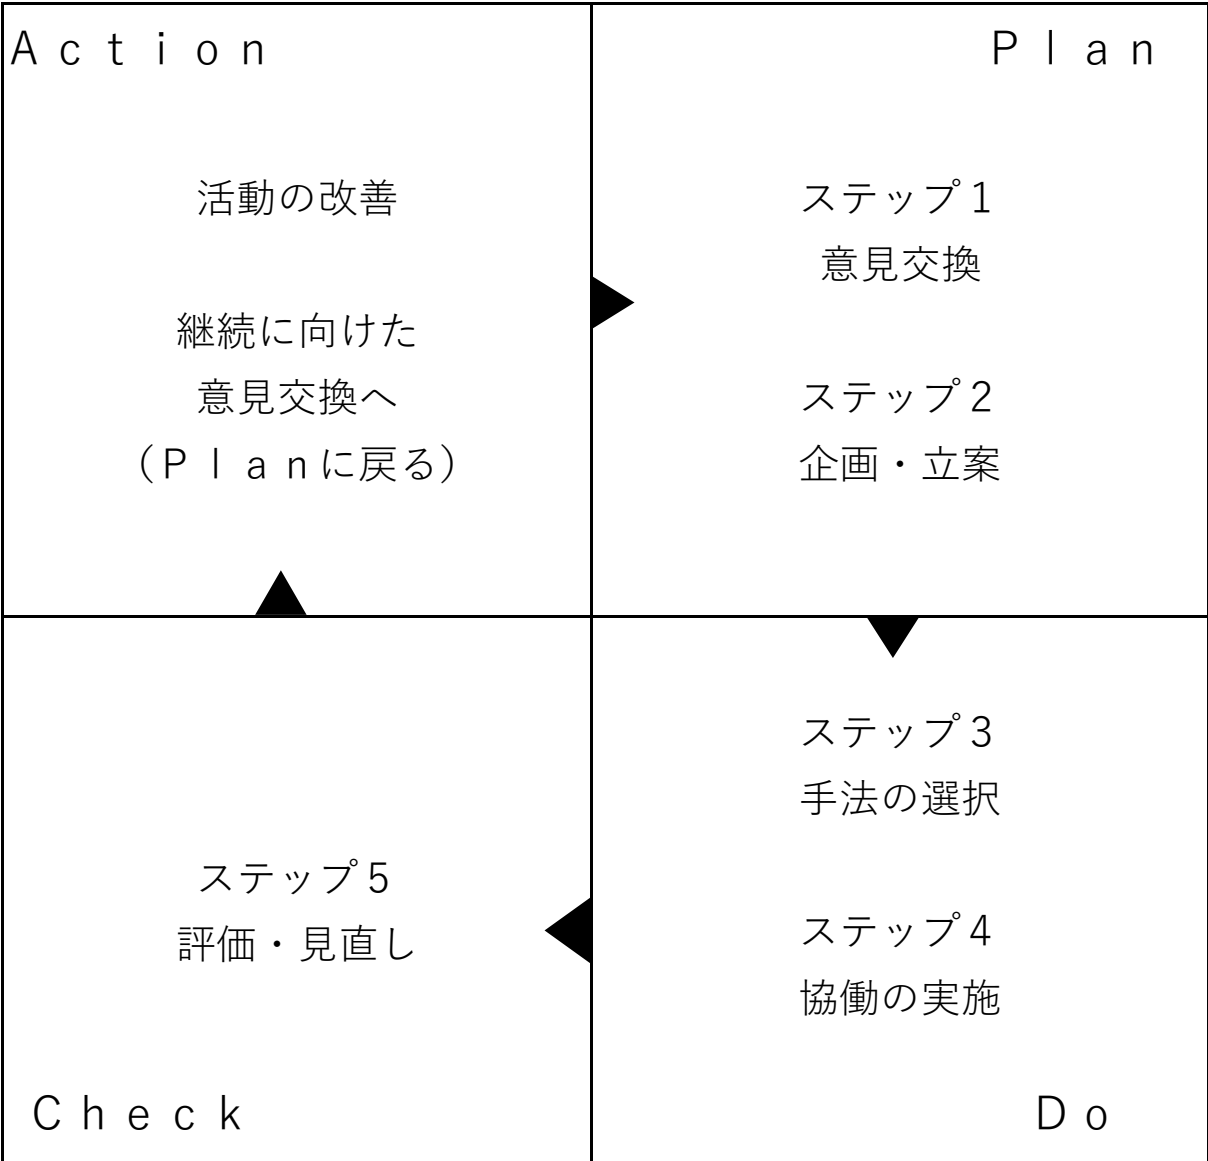 Ａｃｔｉｏｎ
活動の改善
継続に向けた
意見交換へ
（Ｐｌａｎに戻る）
Ｐｌａｎ
ステップ１
意見交換
ステップ２
企画・立案
ステップ３
手法の選択
ステップ４
協働の実施
Ｄｏ
ステップ５
評価・見直し
Ｃｈｅｃｋ